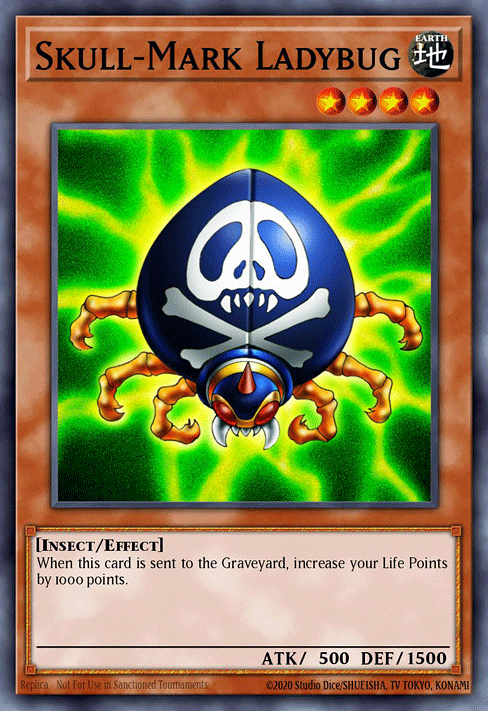 Skull-Mark Ladybug
EARTH
地
[Insect/Effect]
When this card is sent to the Graveyard, increase your Life Points
by 1000 points.
ATK/ 500 DEF/1500
Replica - Not For Use in Sanctioned Tournaments
©2020 Studio Dice/SHUEISHA, TV TOKYO, KONAMI